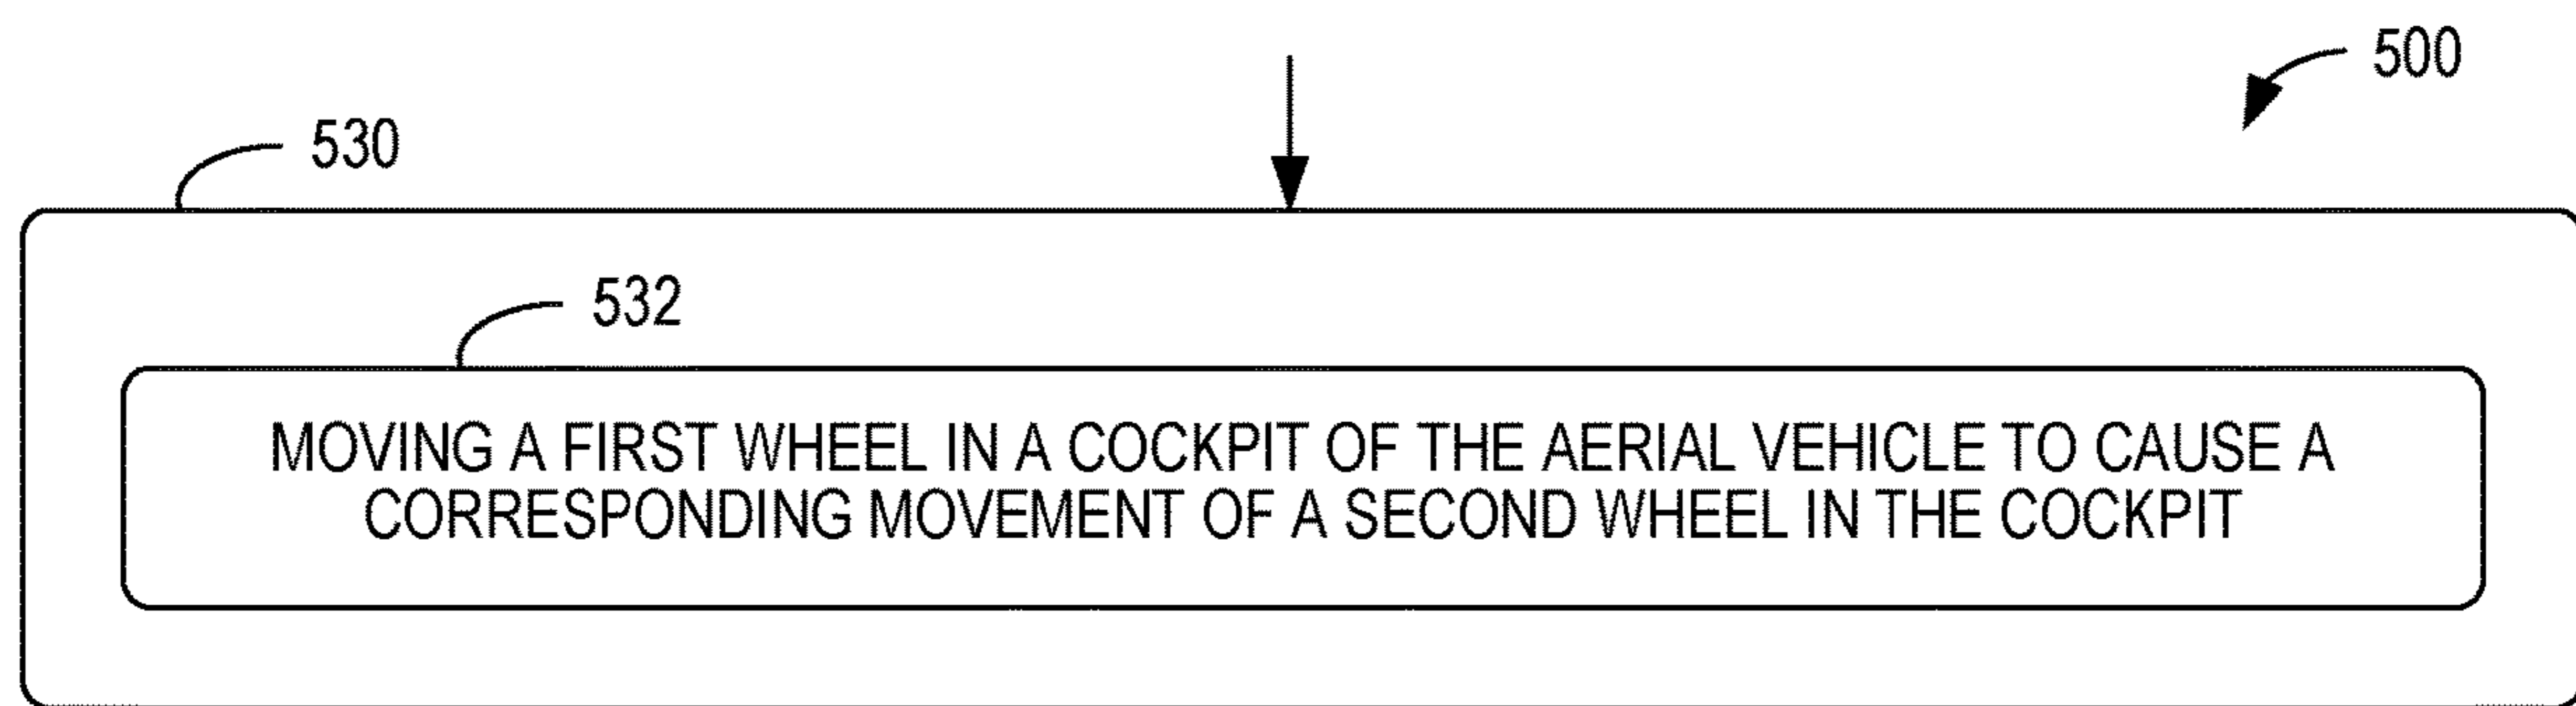 500
530
532
MOVING A FIRST WHEEL IN A COCKPIT OF THE AERIAL VEHICLE TO CAUSE A
CORRESPONDING MOVEMENT OF A SECOND WHEEL IN THE COCKPIT